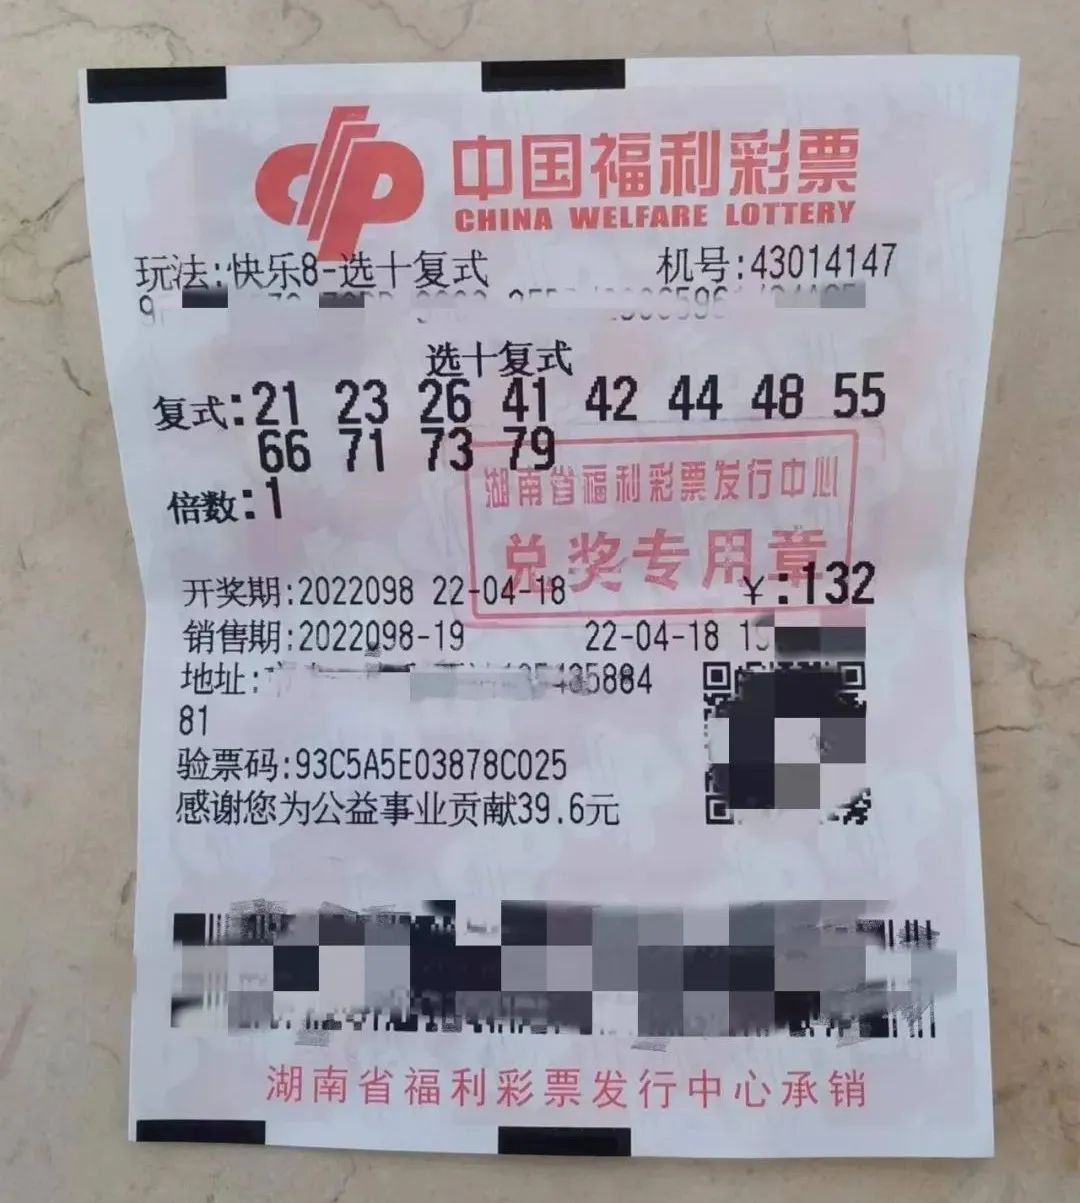 中国福利彩票
CHINA WELFARE LOTTERY
玩法:快乐8-选十复式 机号:43014147
选十复式
复式:21 23 26 41 42 44 48 55
66 71 73 79
湖南省福利彩票发行中心
倍数:1
兑奖专用章
开奖期:2022098 22-04-18 ￥:132
销售期:2022098-19 22-04-18
地址:
81
验票码:93C5A5E03878C025
感谢您为公益事业贡献39.6元
湖南省福利彩票发行中心承销